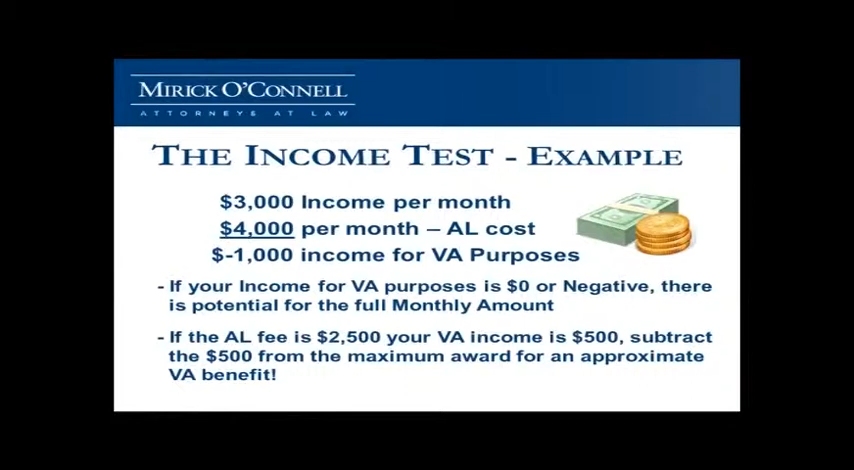 MIRICK O'CONNELL
ATTORNEYS AT LAW
THE INCOME TEST - EXAMPLE
$3,000 Income per month
$4,000 per month – AL cost
$-1,000 income for VA Purposes
- If your Income for VA purposes is $0 or Negative, there
is potential for the full Monthly Amount
- If the AL fee is $2,500 your VA income is $500, subtract
the $500 from the maximum award for an approximate
VA benefit!